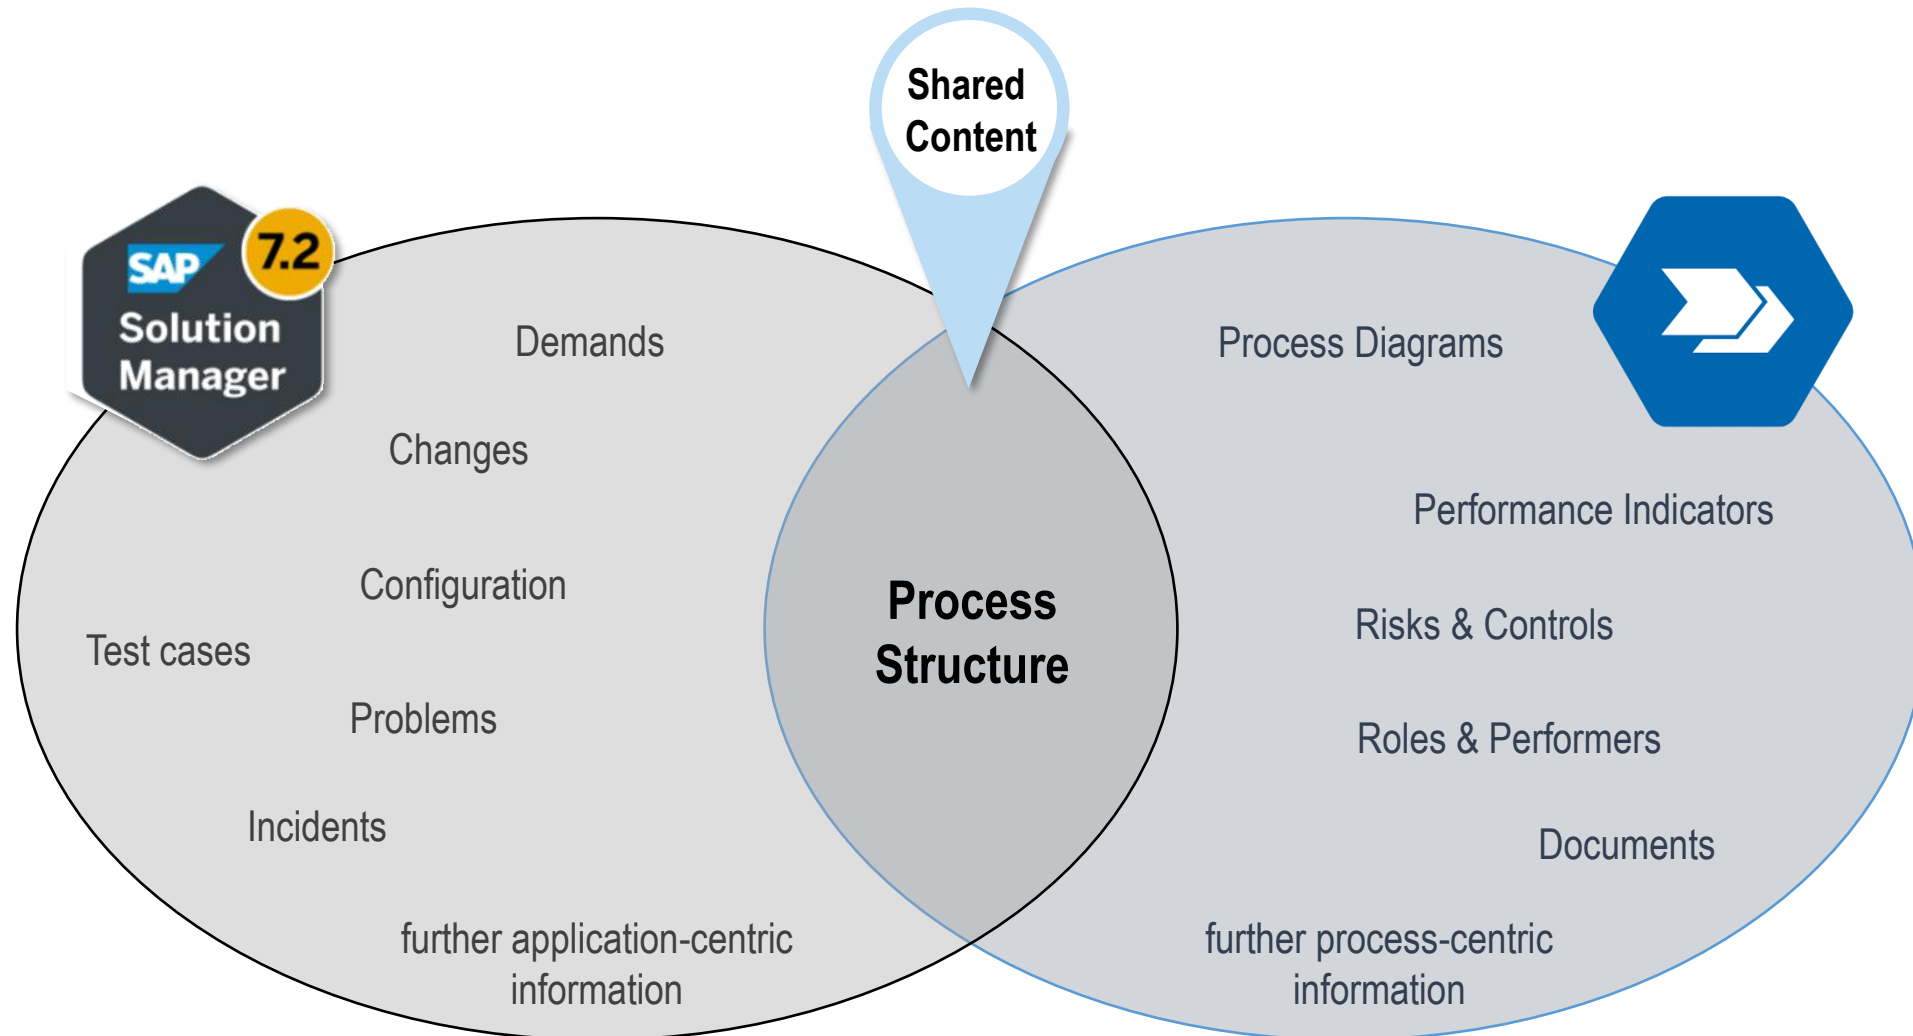 Shared
Content
SAP
7.2
Solution
Manager
Demands
Changes
Configuration
Test cases
Problems
Incidents
further application-centric
information
Process
Structure
Process Diagrams
Performance Indicators
Risks & Controls
Roles & Performers
Documents
further process-centric
information